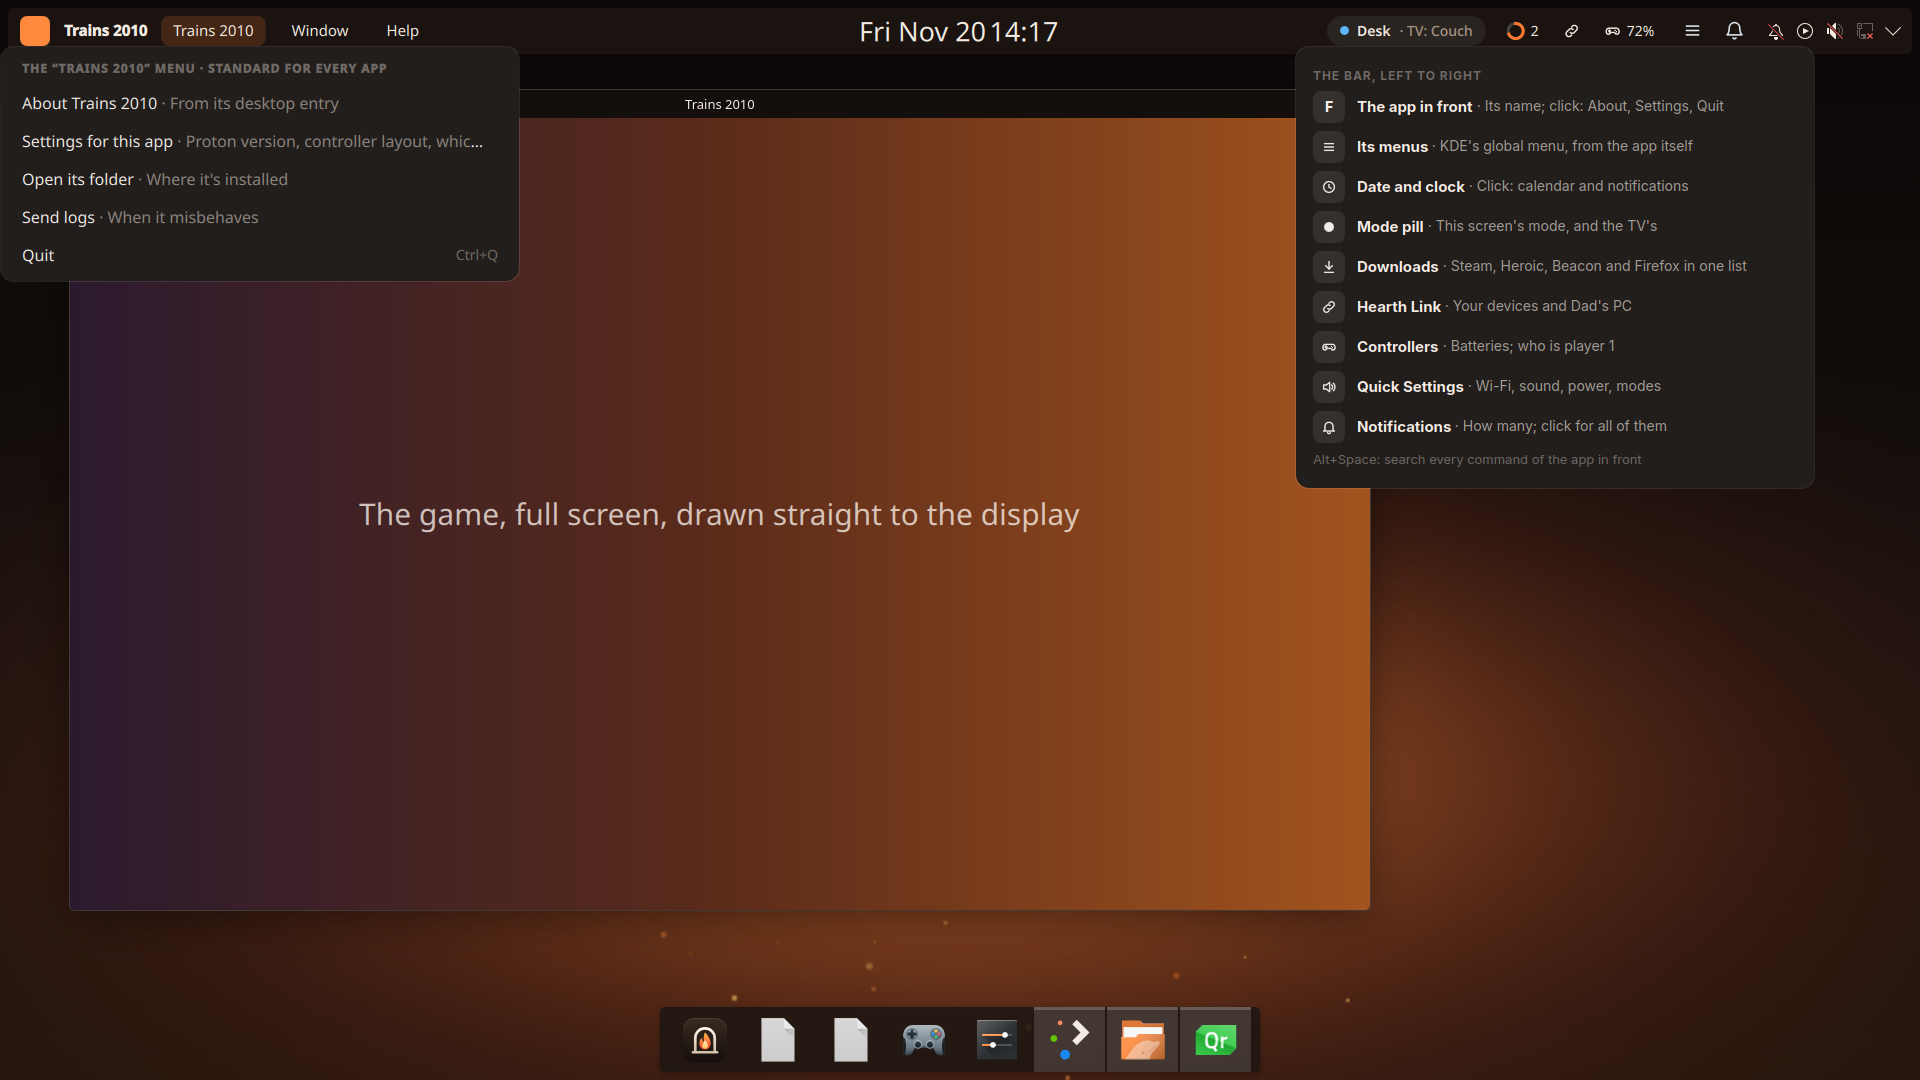 Trains 2010 Trains 2010 Window Help
Fri Nov 20 14:17
Desk · TV: Couch 2 72%
THE "TRAINS 2010" MENU · STANDARD FOR EVERY APP
About Trains 2010 · From its desktop entry
Settings for this app · Proton version, controller layout, whic...
Open its folder · Where it's installed
Send logs · When it misbehaves
Quit Ctrl+Q
Trains 2010
The game, full screen, drawn straight to the display
THE BAR, LEFT TO RIGHT
F The app in front · Its name; click: About, Settings, Quit
Its menus · KDE's global menu, from the app itself
Date and clock · Click: calendar and notifications
Mode pill · This screen's mode, and the TV's
Downloads · Steam, Heroic, Beacon and Firefox in one list
Hearth Link · Your devices and Dad's PC
Controllers · Batteries; who is player 1
Quick Settings · Wi-Fi, sound, power, modes
Notifications · How many; click for all of them
Alt+Space: search every command of the app in front
Qr